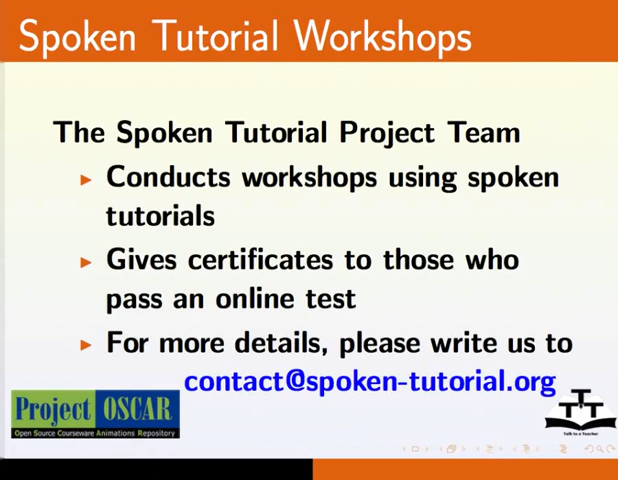 Spoken Tutorial Workshops
The Spoken Tutorial Project Team
Conducts workshops using spoken
tutorials
Gives certificates to those who
pass an online test
For more details, please write us to
contact@spoken-tutorial.org
Project OSCAR
Open Source Courseware Animations Repository
TTT
Talk to a Teacher